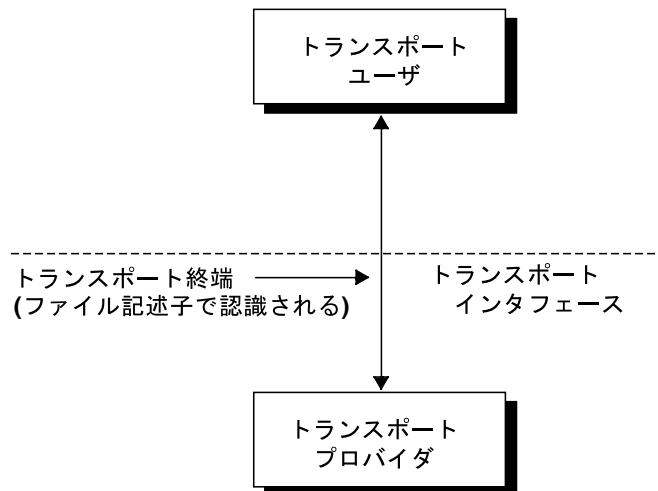 トランスポート
ユーザ
トランスポート終端
(ファイル記述子で認識される)
トランスポート
インタフェース
トランスポート
プロバイダ